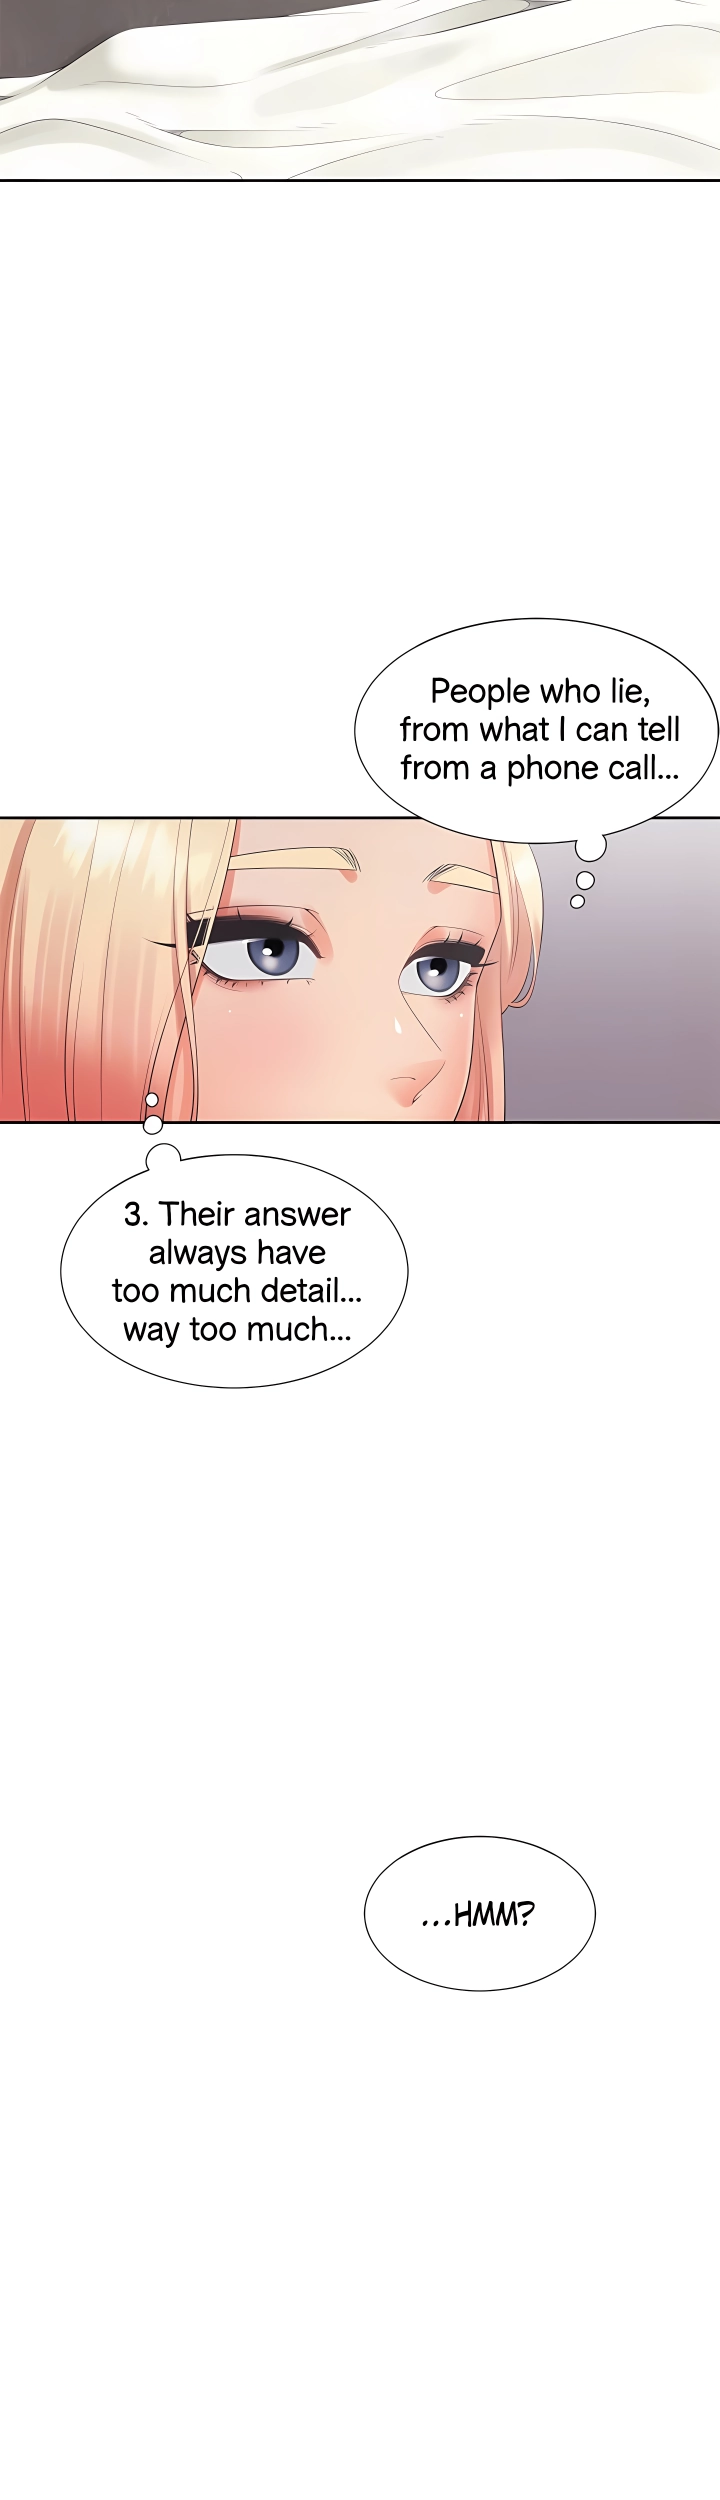 People who lie,
from what I can tell
from a phone call...
3. Their answer
always have
too much detail...
way too much...
...HMM?